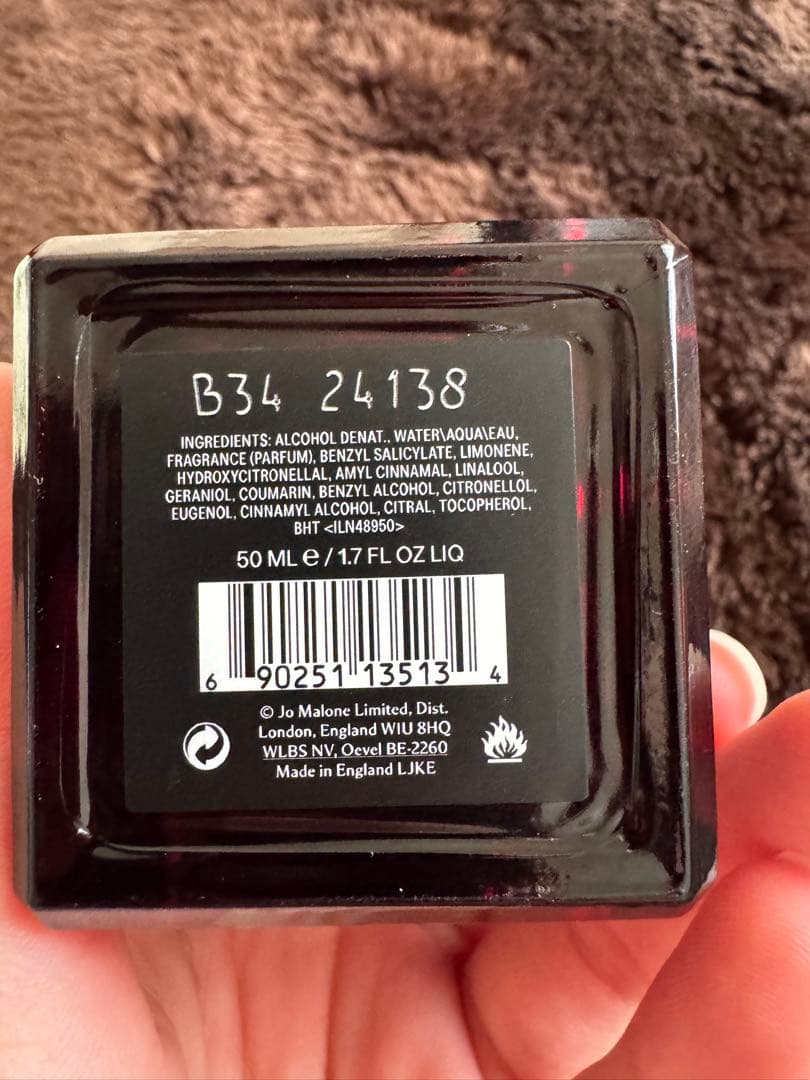 B34 24138
INGREDIENTS: ALCOHOL DENAT., WATER\AQUA\EAU,
FRAGRANCE (PARFUM), BENZYL SALICYLATE, LIMONENE,
HYDROXYCITRONELLAL, AMYL CINNAMAL, LINALOOL,
GERANIOL, COUMARIN, BENZYL ALCOHOL, CITRONELLOL,
EUGENOL, CINNAMYL ALCOHOL, CITRAL, TOCOPHEROL,
BHT <ILN48950>
50 ML e / 1.7 FL OZ LIQ
6 90251 13513 4
© Jo Malone Limited, Dist.
London, England W1U 8HQ
WLBS NV, Oevel BE-2260
Made in England LJKE